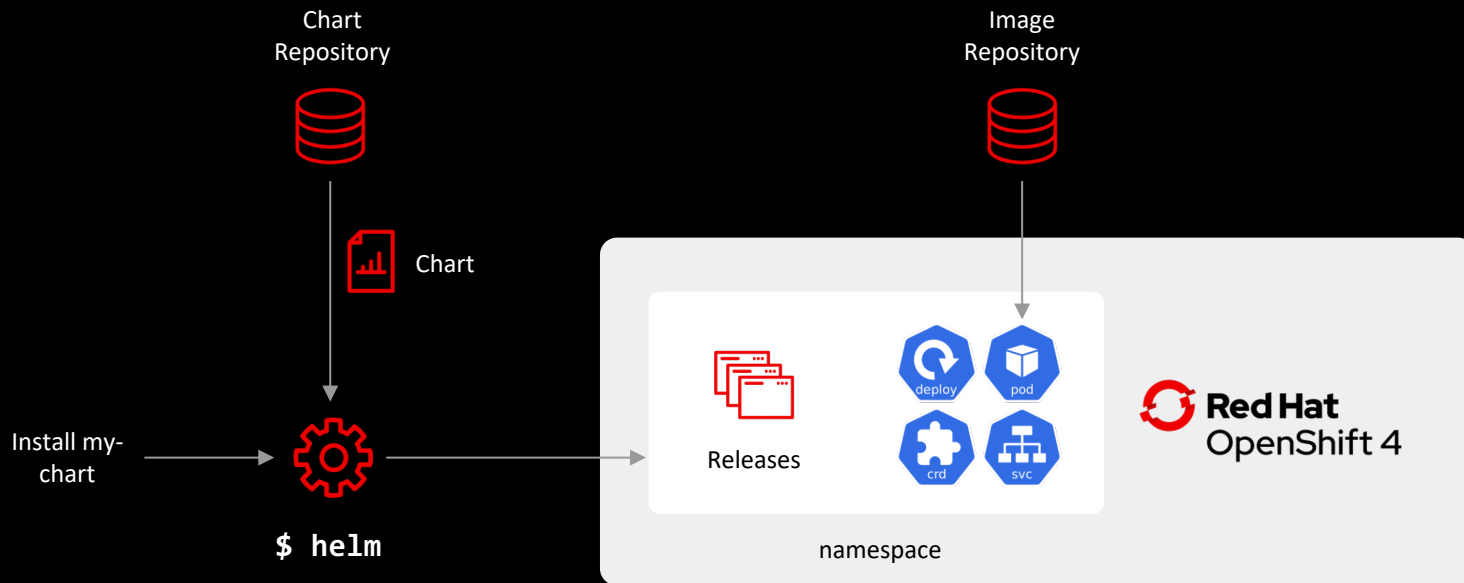 Chart
Repository
Image
Repository
Chart
Install my-
chart
$ helm
Releases
deploy
pod
crd
svc
namespace
Red Hat
OpenShift 4